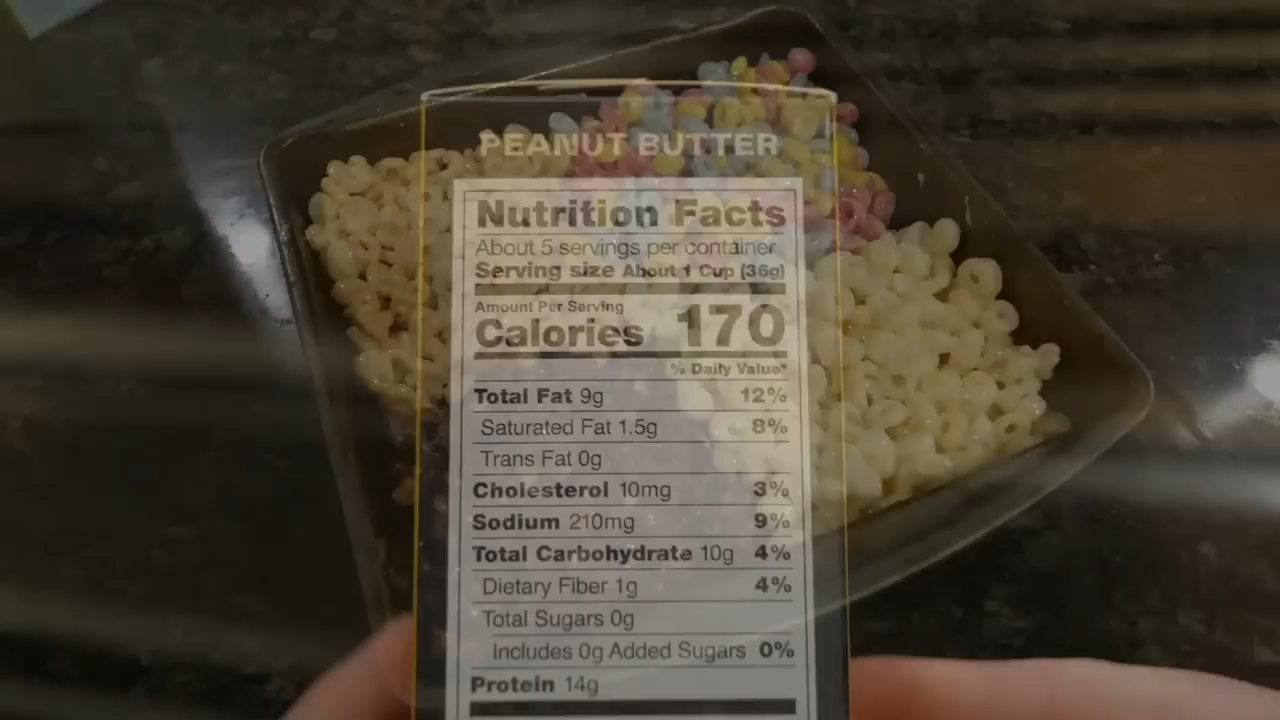 PEANUT BUTTER
Nutrition Facts
About 5 servings per container
Serving size About 1 Cup (36g)
Amount Per Serving
Calories 170
% Daily Value*
Total Fat 9g 12%
Saturated Fat 1.5g 8%
Trans Fat 0g
Cholesterol 10mg 3%
Sodium 210mg 9%
Total Carbohydrate 10g 4%
Dietary Fiber 1g 4%
Total Sugars 0g
Includes 0g Added Sugars 0%
Protein 14g